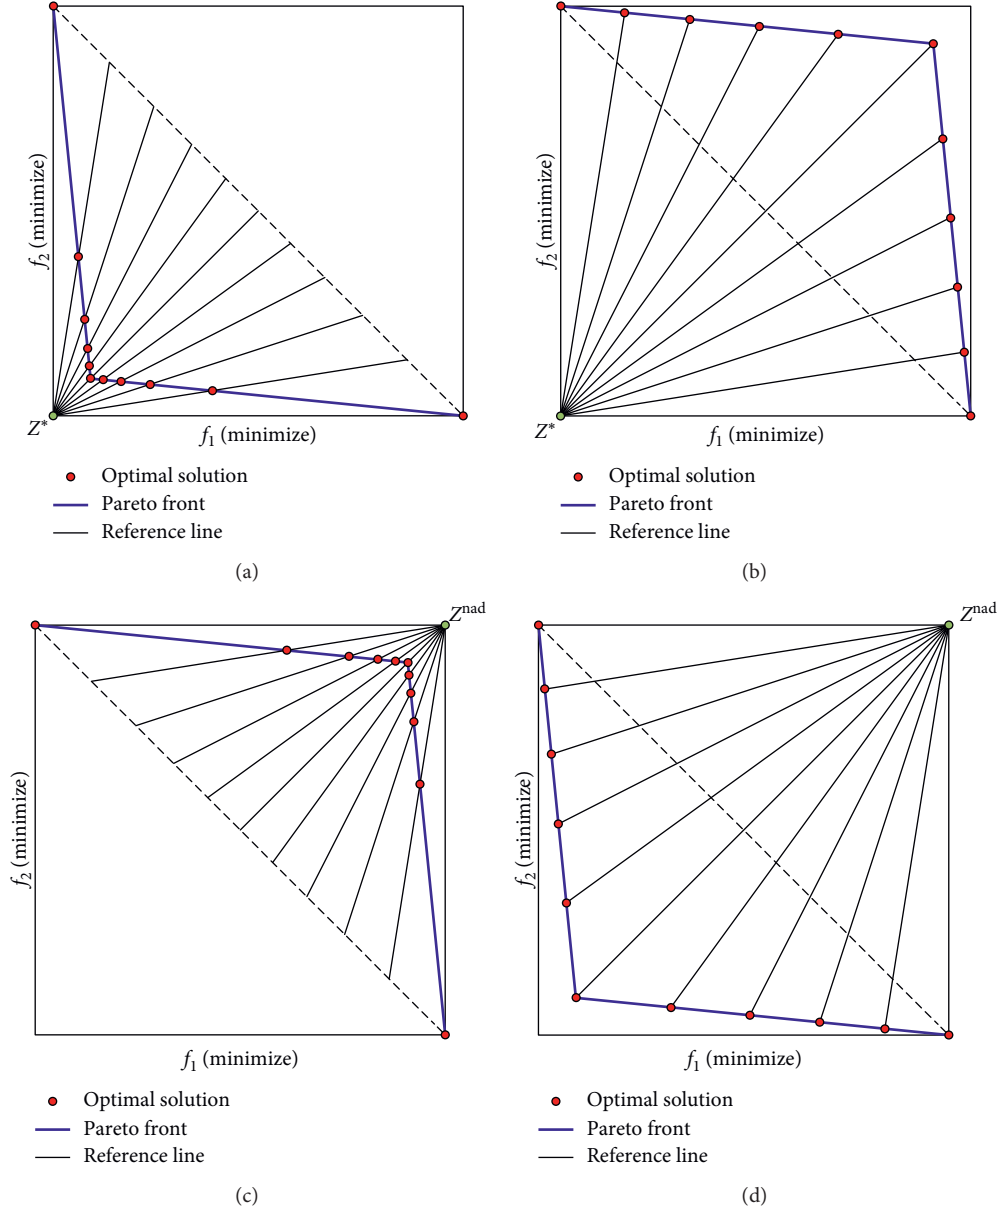 f₂ (minimize)
Z*
f₁ (minimize)
Optimal solution
Pareto front
Reference line
(a)
f₂ (minimize)
Z*
f₁ (minimize)
Optimal solution
Pareto front
Reference line
(b)
Zⁿᵃᵈ
f₂ (minimize)
f₁ (minimize)
Optimal solution
Pareto front
Reference line
(c)
Zⁿᵃᵈ
f₂ (minimize)
f₁ (minimize)
Optimal solution
Pareto front
Reference line
(d)